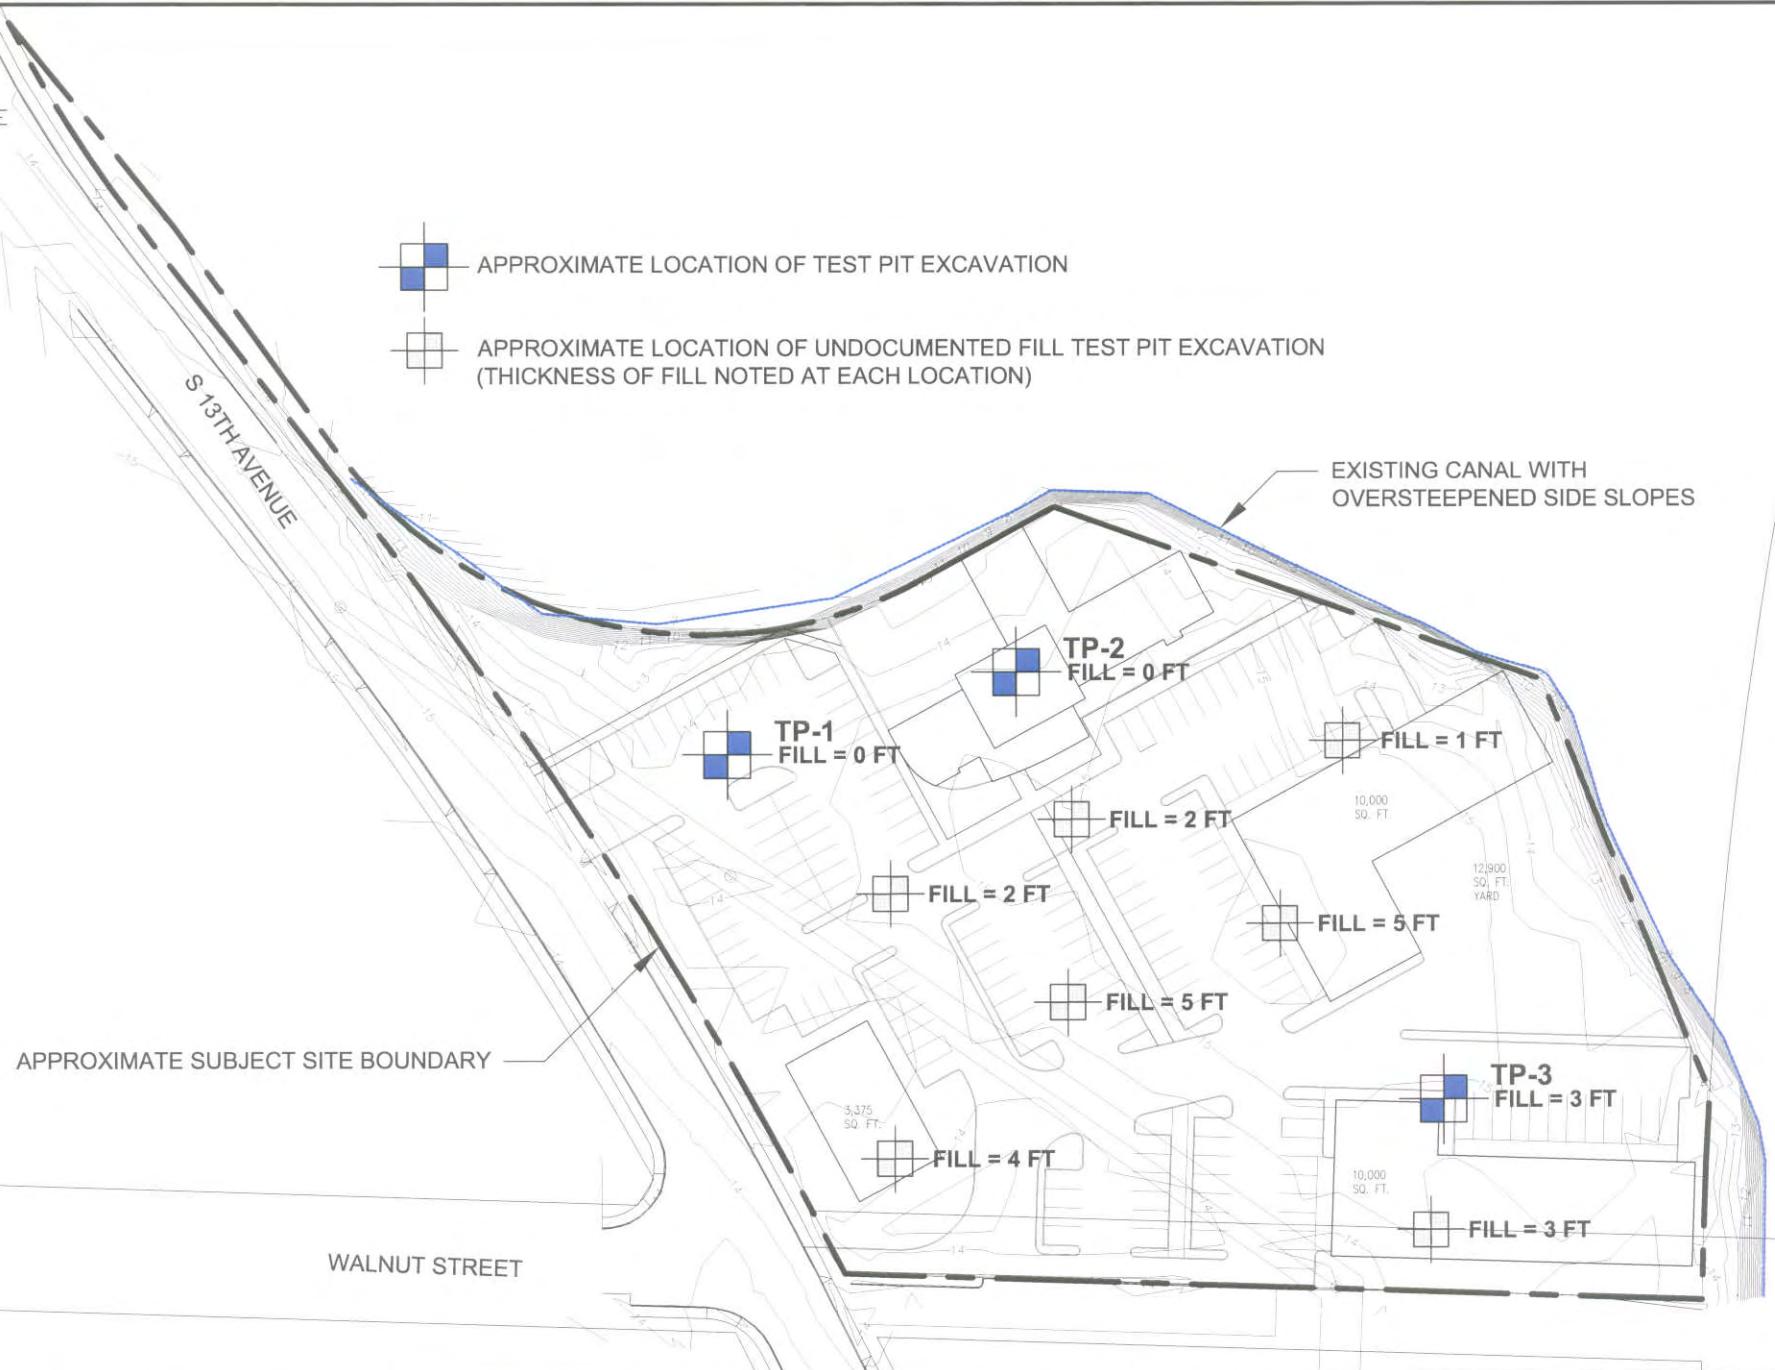 APPROXIMATE LOCATION OF TEST PIT EXCAVATION
APPROXIMATE LOCATION OF UNDOCUMENTED FILL TEST PIT EXCAVATION
(THICKNESS OF FILL NOTED AT EACH LOCATION)
S 13TH AVENUE
EXISTING CANAL WITH
OVERSTEEPENED SIDE SLOPES
TP-2
FILL = 0 FT
TP-1
FILL = 0 FT
FILL = 1 FT
10,000
SQ. FT.
FILL = 2 FT
12,900
SQ. FT.
YARD
FILL = 2 FT
FILL = 5 FT
FILL = 5 FT
APPROXIMATE SUBJECT SITE BOUNDARY
TP-3
FILL = 3 FT
SQ. FT.
FILL = 4 FT
10,000
SQ. FT.
FILL = 3 FT
WALNUT STREET